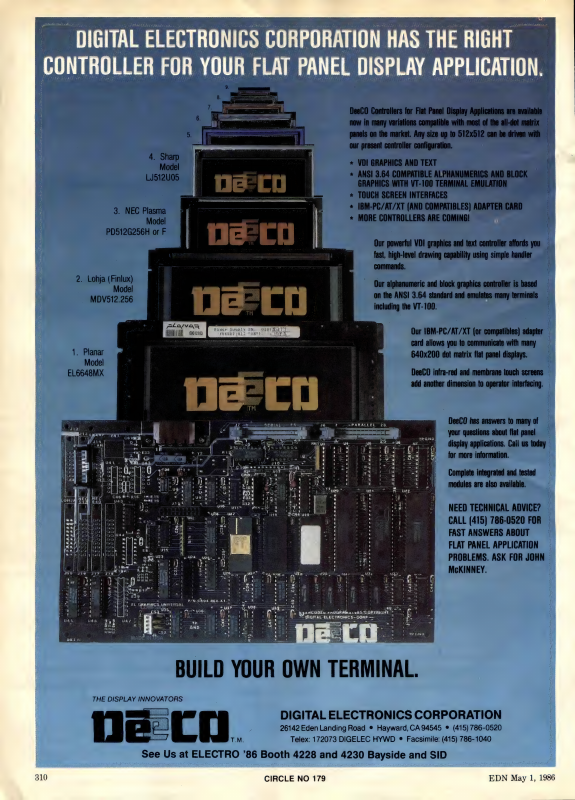 DIGITAL ELECTRONICS CORPORATION HAS THE RIGHT
CONTROLLER FOR YOUR FLAT PANEL DISPLAY APPLICATION.
9.
8.
7.
6.
5.
4. Sharp
Model
LJ512U05
3. NEC Plasma
Model
PD512G256H or F
2. Lohja (Finlux)
Model
MDV512.256
1. Planar
Model
EL6648MX
DeeCO
DeeCO
DeeCO
TM
PLANAR
DeeCO
TM
DeeCO Controllers for Flat Panel Display Applications are available
now in many variations compatible with most of the all-dot matrix
panels on the market. Any size up to 512x512 can be driven with
our present controller configuration.
* VDI GRAPHICS AND TEXT
* ANSI 3.64 COMPATIBLE ALPHANUMERICS AND BLOCK
GRAPHICS WITH VT-100 TERMINAL EMULATION
* TOUCH SCREEN INTERFACES
* IBM-PC/AT/XT (AND COMPATIBLES) ADAPTER CARD
* MORE CONTROLLERS ARE COMING!
Our powerful VDI graphics and text controller affords you
fast, high-level drawing capability using simple handler
commands.
Our alphanumeric and block graphics controller is based
on the ANSI 3.64 standard and emulates many terminals
including the VT-100.
Our IBM-PC/AT/XT (or compatibles) adapter
card allows you to communicate with many
640x200 dot matrix flat panel displays.
DeeCO infra-red and membrane touch screens
add another dimension to operator interfacing.
DeeCO has answers to many of
your questions about flat panel
display applications. Call us today
for more information.
Complete integrated and tested
modules are also available.
NEED TECHNICAL ADVICE?
CALL (415) 786-0520 FOR
FAST ANSWERS ABOUT
FLAT PANEL APPLICATION
PROBLEMS. ASK FOR JOHN
McKINNEY.
EL GRAPHICS UNIVERSAL
DIGITAL ELECTRONICS CORP
DeeCO
BUILD YOUR OWN TERMINAL.
THE DISPLAY INNOVATORS
DeeCO T.M.
DIGITAL ELECTRONICS CORPORATION
26142 Eden Landing Road • Hayward, CA 94545 • (415) 786-0520
Telex: 172073 DIGELEC HYWD • Facsimile: (415) 786-1040
See Us at ELECTRO '86 Booth 4228 and 4230 Bayside and SID
310
CIRCLE NO 179
EDN May 1, 1986